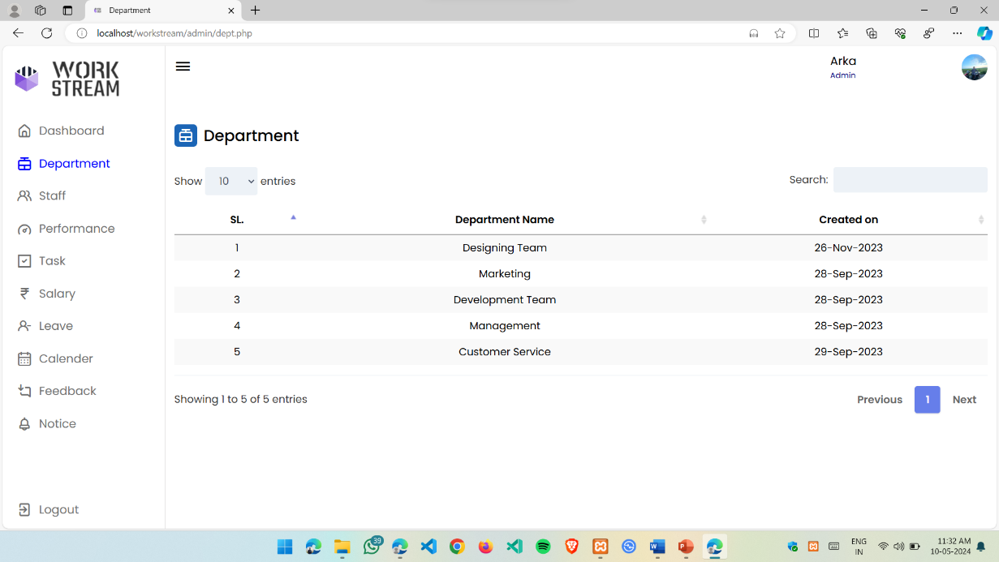 Department
localhost/workstream/admin/dept.php
WORK
STREAM
Arka
Admin
Dashboard
Department
Staff
Performance
Task
Salary
Leave
Calender
Feedback
Notice
Logout
Department
Show 10 entries
Search:
SL. Department Name Created on
1 Designing Team 26-Nov-2023
2 Marketing 28-Sep-2023
3 Development Team 28-Sep-2023
4 Management 28-Sep-2023
5 Customer Service 29-Sep-2023
Showing 1 to 5 of 5 entries
Previous 1 Next
39
ENG
IN
11:32 AM
10-05-2024